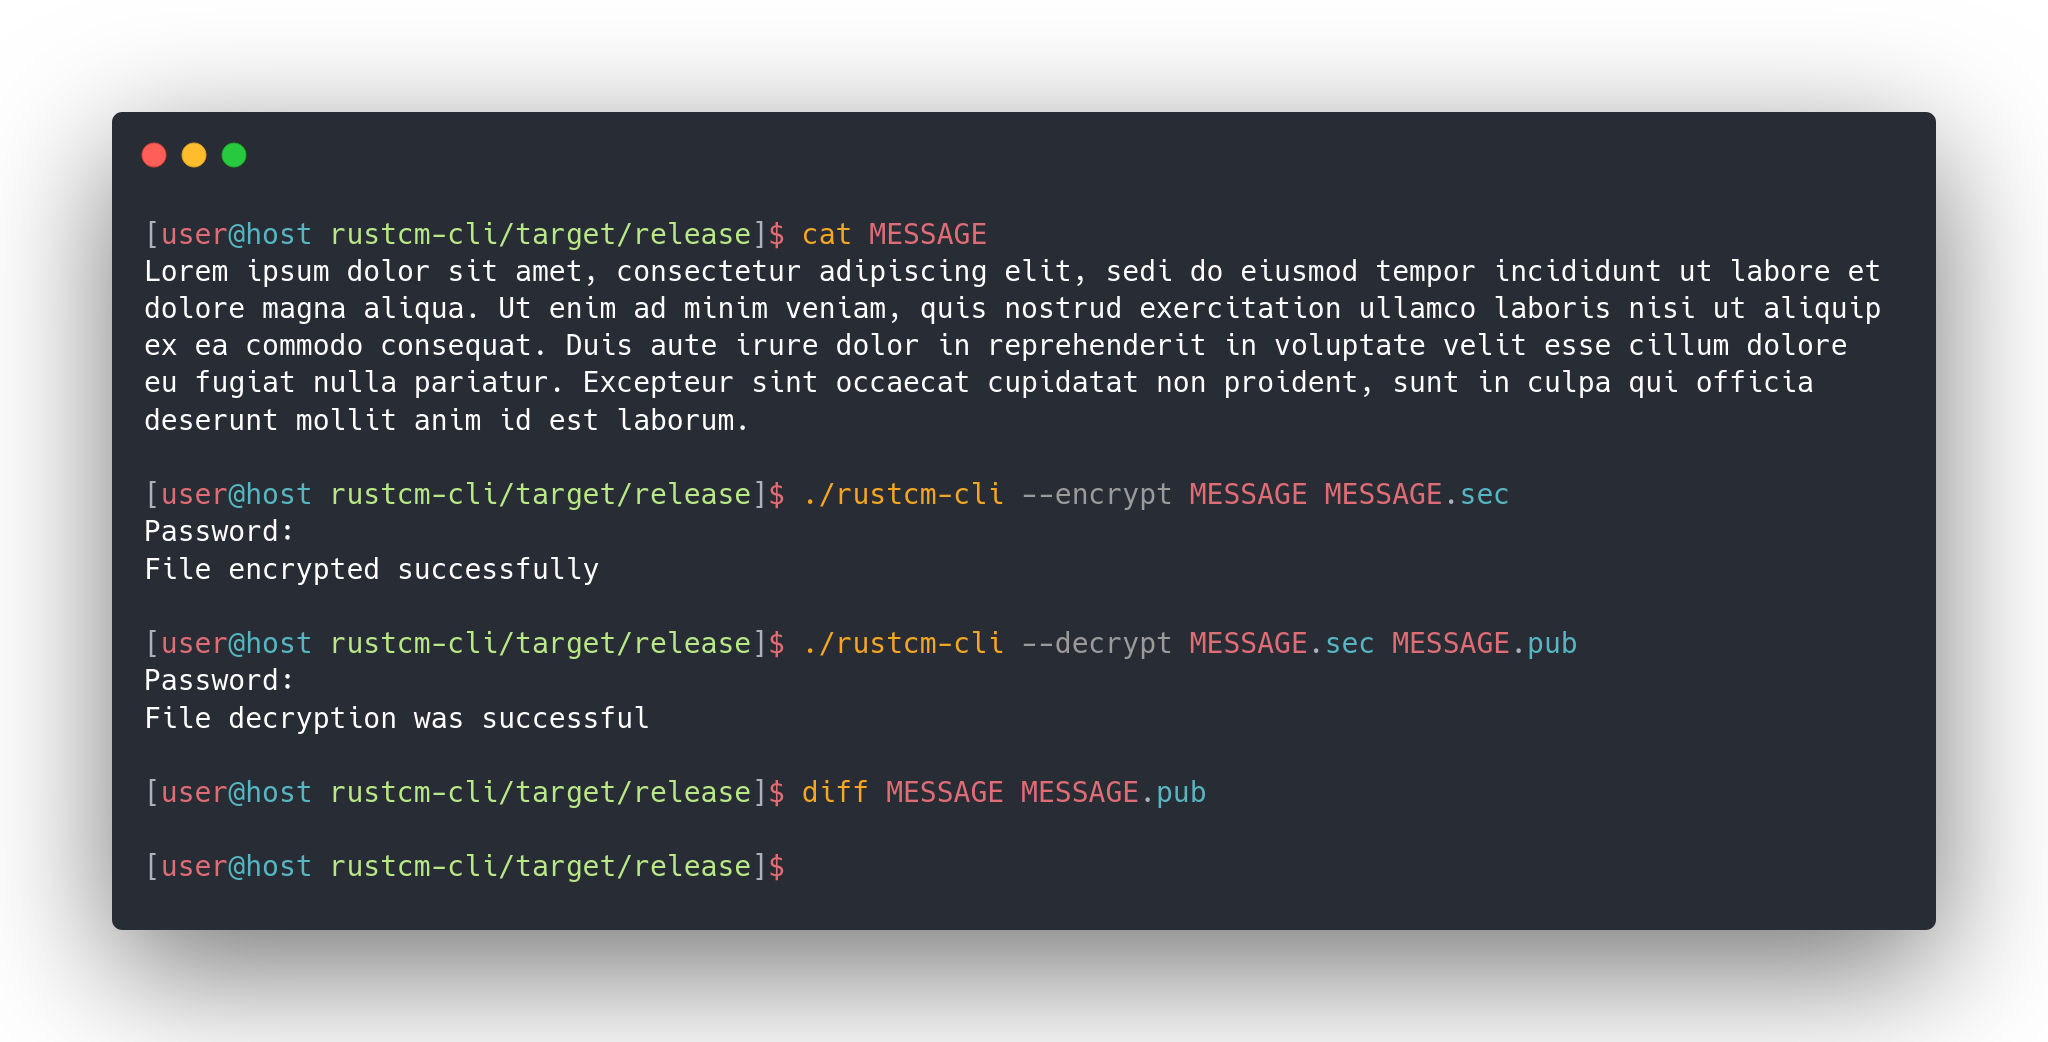 [user@host rustcm-cli/target/release]$ cat MESSAGE
Lorem ipsum dolor sit amet, consectetur adipiscing elit, sedi do eiusmod tempor incididunt ut labore et
dolore magna aliqua. Ut enim ad minim veniam, quis nostrud exercitation ullamco laboris nisi ut aliquip
ex ea commodo consequat. Duis aute irure dolor in reprehenderit in voluptate velit esse cillum dolore
eu fugiat nulla pariatur. Excepteur sint occaecat cupidatat non proident, sunt in culpa qui officia
deserunt mollit anim id est laborum.
[user@host rustcm-cli/target/release]$ ./rustcm-cli --encrypt MESSAGE MESSAGE.sec
Password:
File encrypted successfully
[user@host rustcm-cli/target/release]$ ./rustcm-cli --decrypt MESSAGE.sec MESSAGE.pub
Password:
File decryption was successful
[user@host rustcm-cli/target/release]$ diff MESSAGE MESSAGE.pub
[user@host rustcm-cli/target/release]$